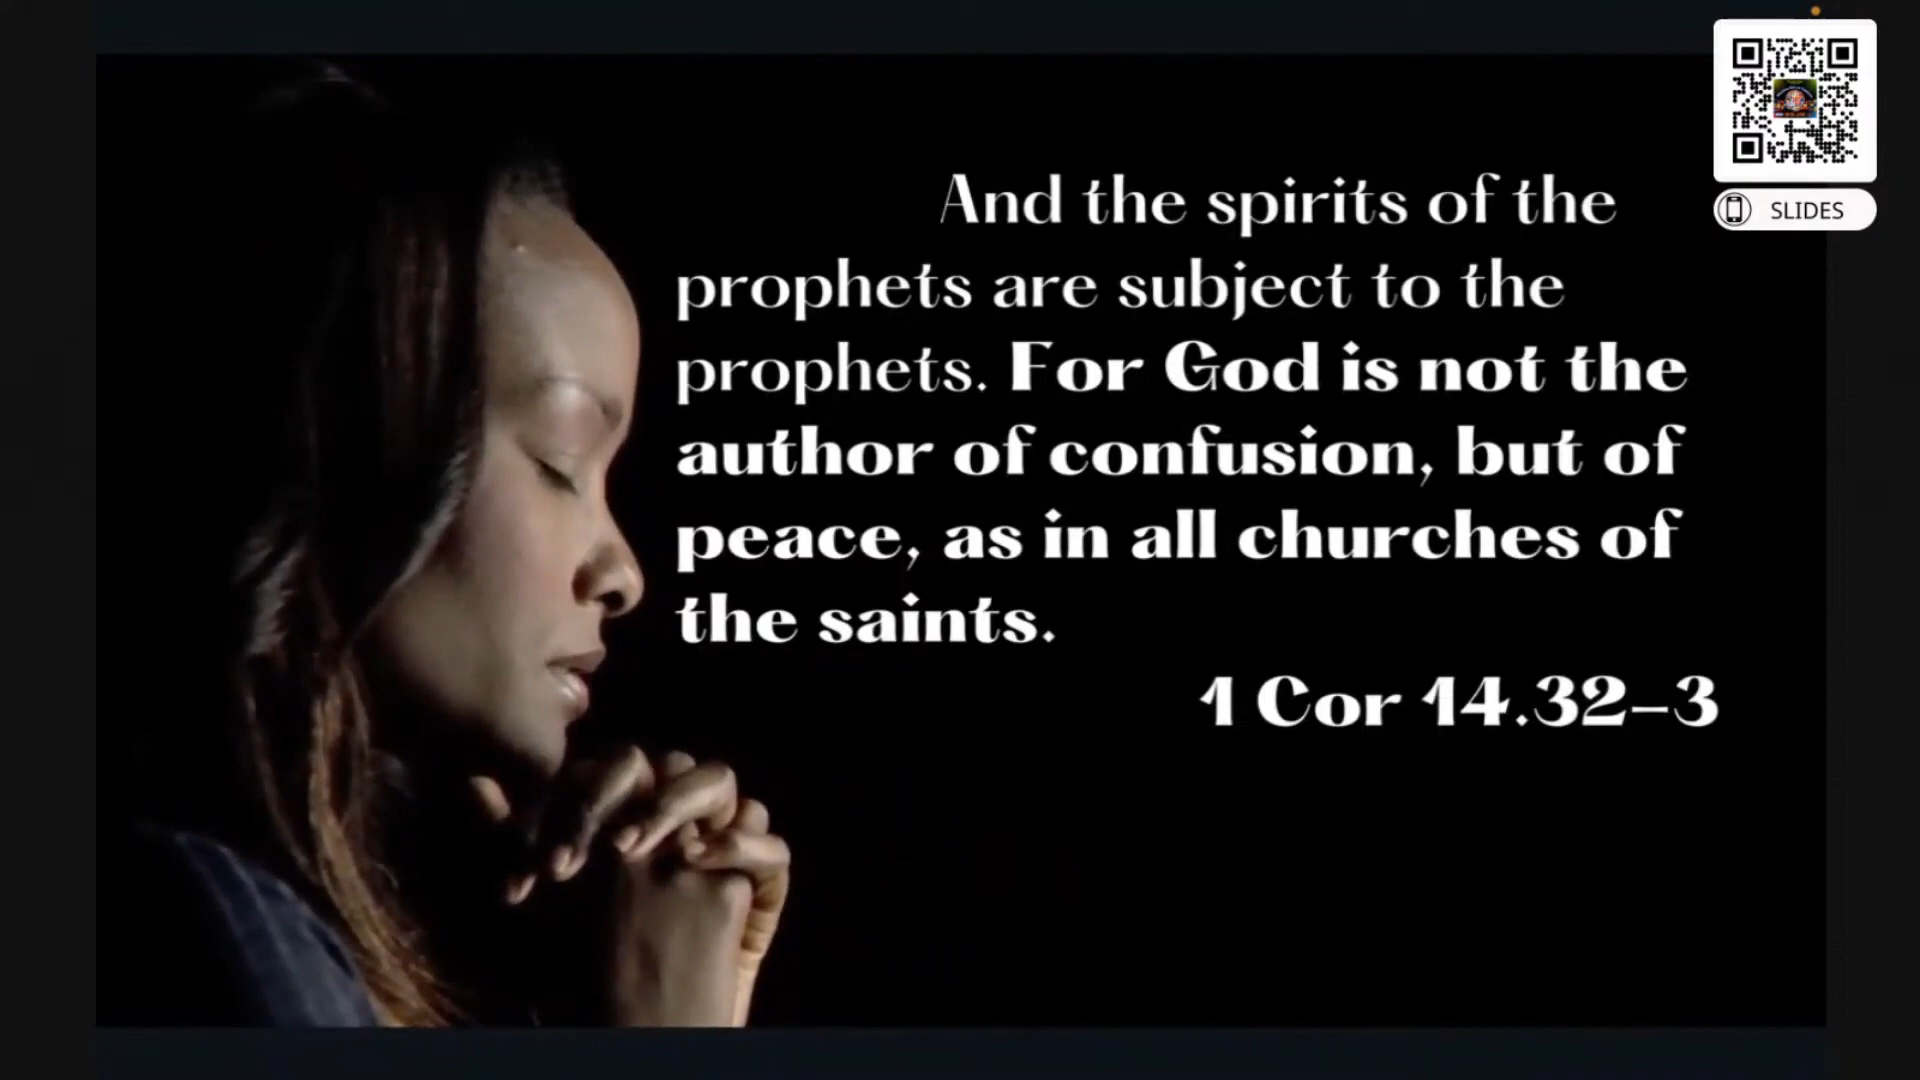 SLIDES
And the spirits of the
prophets are subject to the
prophets. For God is not the
author of confusion, but of
peace, as in all churches of
the saints.
1 Cor 14.32-3